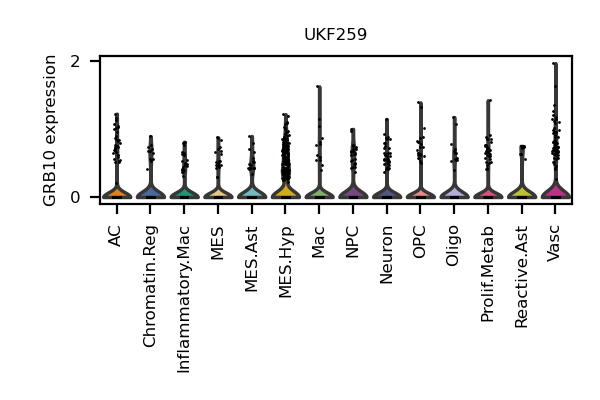 UKF259
GRB10 expression
2
0
AC
Chromatin.Reg
Inflammatory.Mac
MES
MES.Ast
MES.Hyp
Mac
NPC
Neuron
OPC
Oligo
Prolif.Metab
Reactive.Ast
Vasc